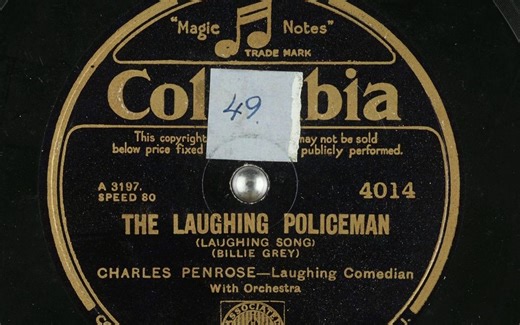 "Magic Notes"
TRADE MARK
Col bia
49.
This copyright may not be sold
below price fixed publicly performed.
A 3197.
SPEED 80
4014
THE LAUGHING POLICEMAN
(LAUGHING SONG)
(BILLIE GREY)
CHARLES PENROSE—Laughing Comedian
With Orchestra
ASSOCIATED